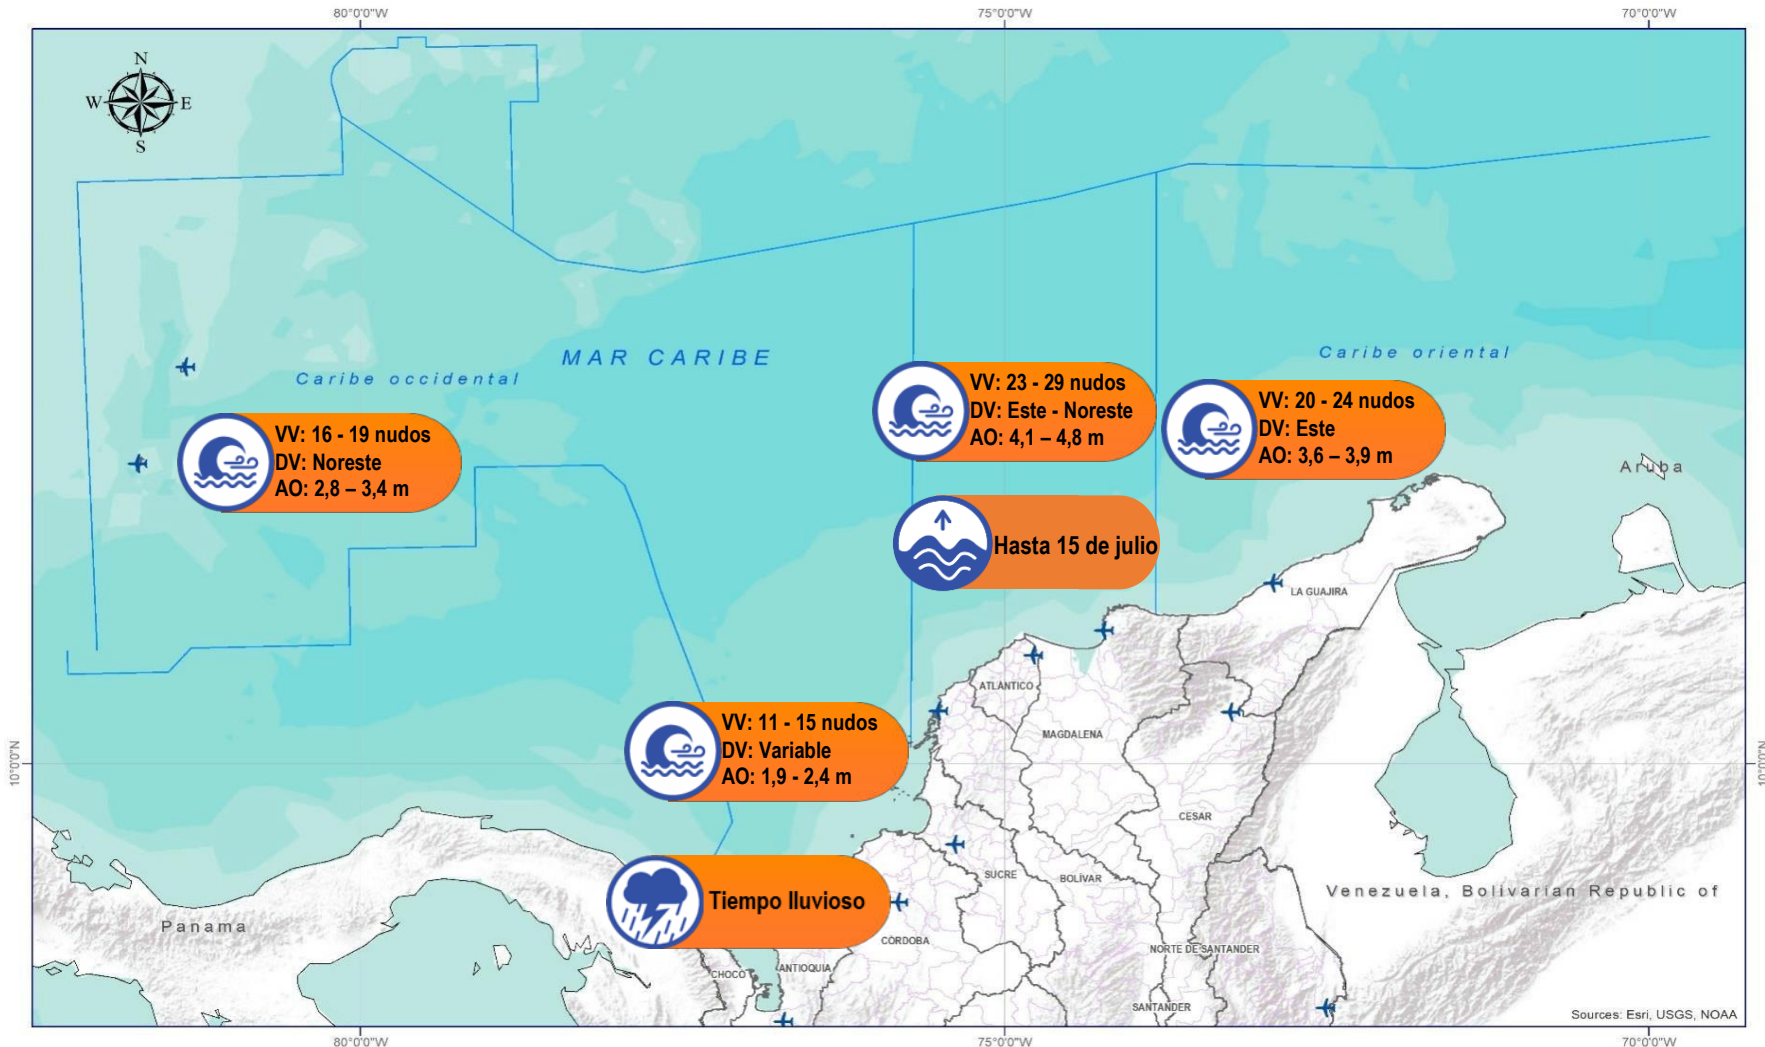 80°0'0"W
75°0'0"W
70°0'0"W
N
W
E
S
MAR CARIBE
Caribe occidental
Caribe oriental
VV: 23 - 29 nudos
DV: Este - Noreste
AO: 4,1 – 4,8 m
VV: 20 - 24 nudos
DV: Este
AO: 3,6 – 3,9 m
VV: 16 - 19 nudos
DV: Noreste
AO: 2,8 – 3,4 m
Aruba
Hasta 15 de julio
LA GUAJIRA
ATLÁNTICO
MAGDALENA
VV: 11 - 15 nudos
DV: Variable
AO: 1,9 - 2,4 m
10°0'0"N
10°0'0"N
CESAR
SUCRE
BOLÍVAR
Venezuela, Bolivarian Republic of
Tiempo lluvioso
Panama
CÓRDOBA
NORTE DE SANTANDER
CHOCÓ
ANTIOQUIA
SANTANDER
Sources: Esri, USGS, NOAA
80°0'0"W
75°0'0"W
70°0'0"W